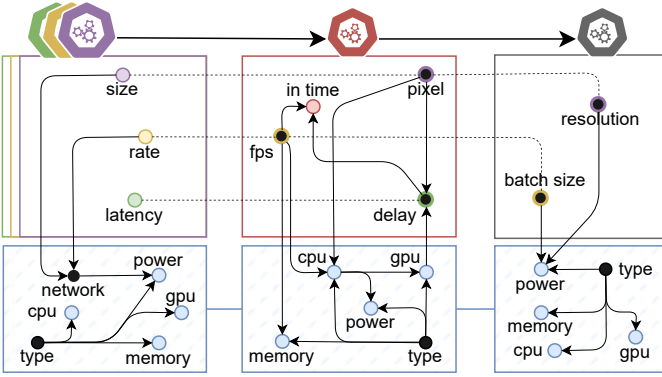 size
rate
latency
in time
pixel
fps
delay
resolution
batch size
network
power
cpu
gpu
type
memory
cpu
gpu
power
memory
type
power
type
memory
cpu
gpu